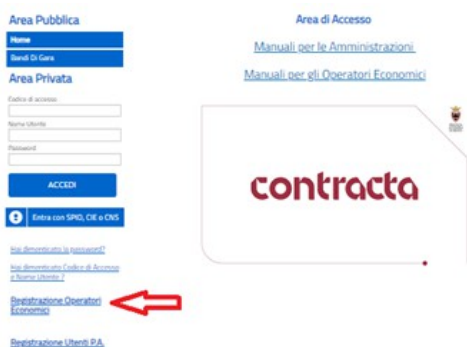 Area Pubblica
Home
Bandi Di Gara
Area Privata
Codice di accesso
Nome Utente
Password
ACCEDI
Entra con SPID, CIE o CNS
Hai dimenticato la password?
Hai dimenticato Codice di Accesso
o Nome Utente ?
Registrazione Operatori
Economici
Registrazione Utenti P.A.
Area di Accesso
Manuali per le Amministrazioni
Manuali per gli Operatori Economici
contracta